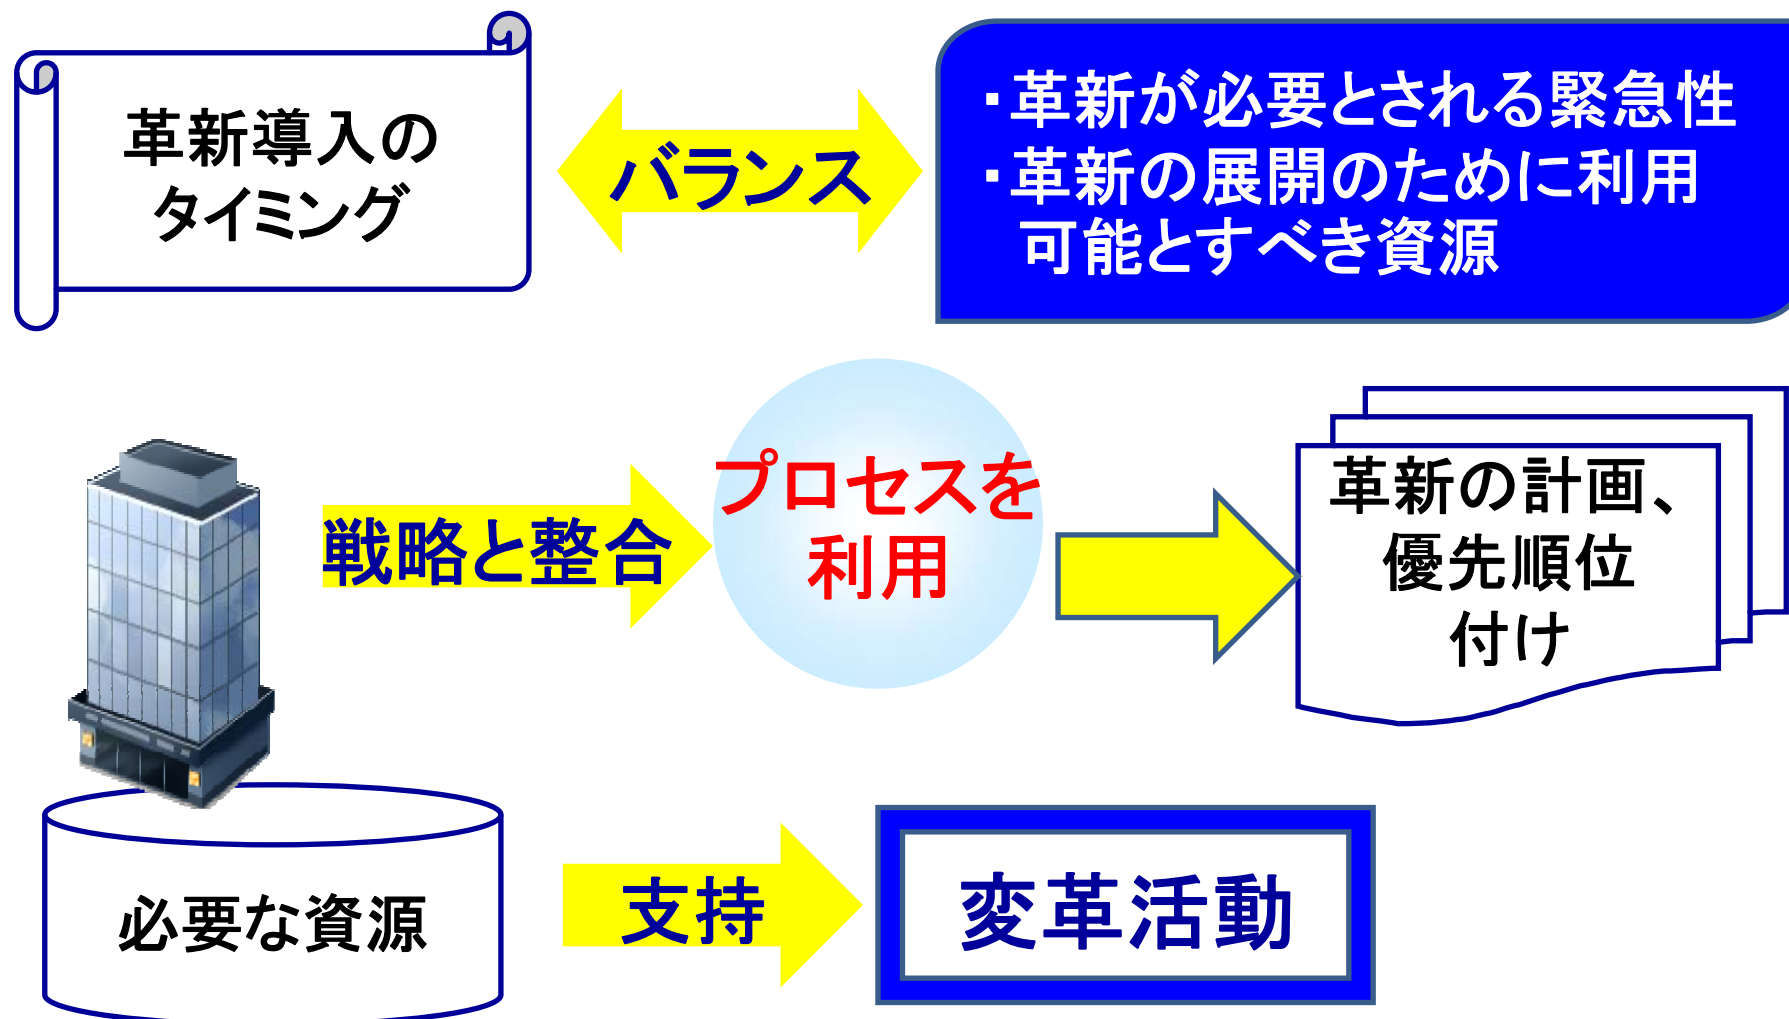 革新導入の
タイミング
バランス
・革新が必要とされる緊急性
・革新の展開のために利用
可能とすべき資源
戦略と整合
プロセスを
利用
革新の計画、
優先順位
付け
必要な資源
支持
変革活動